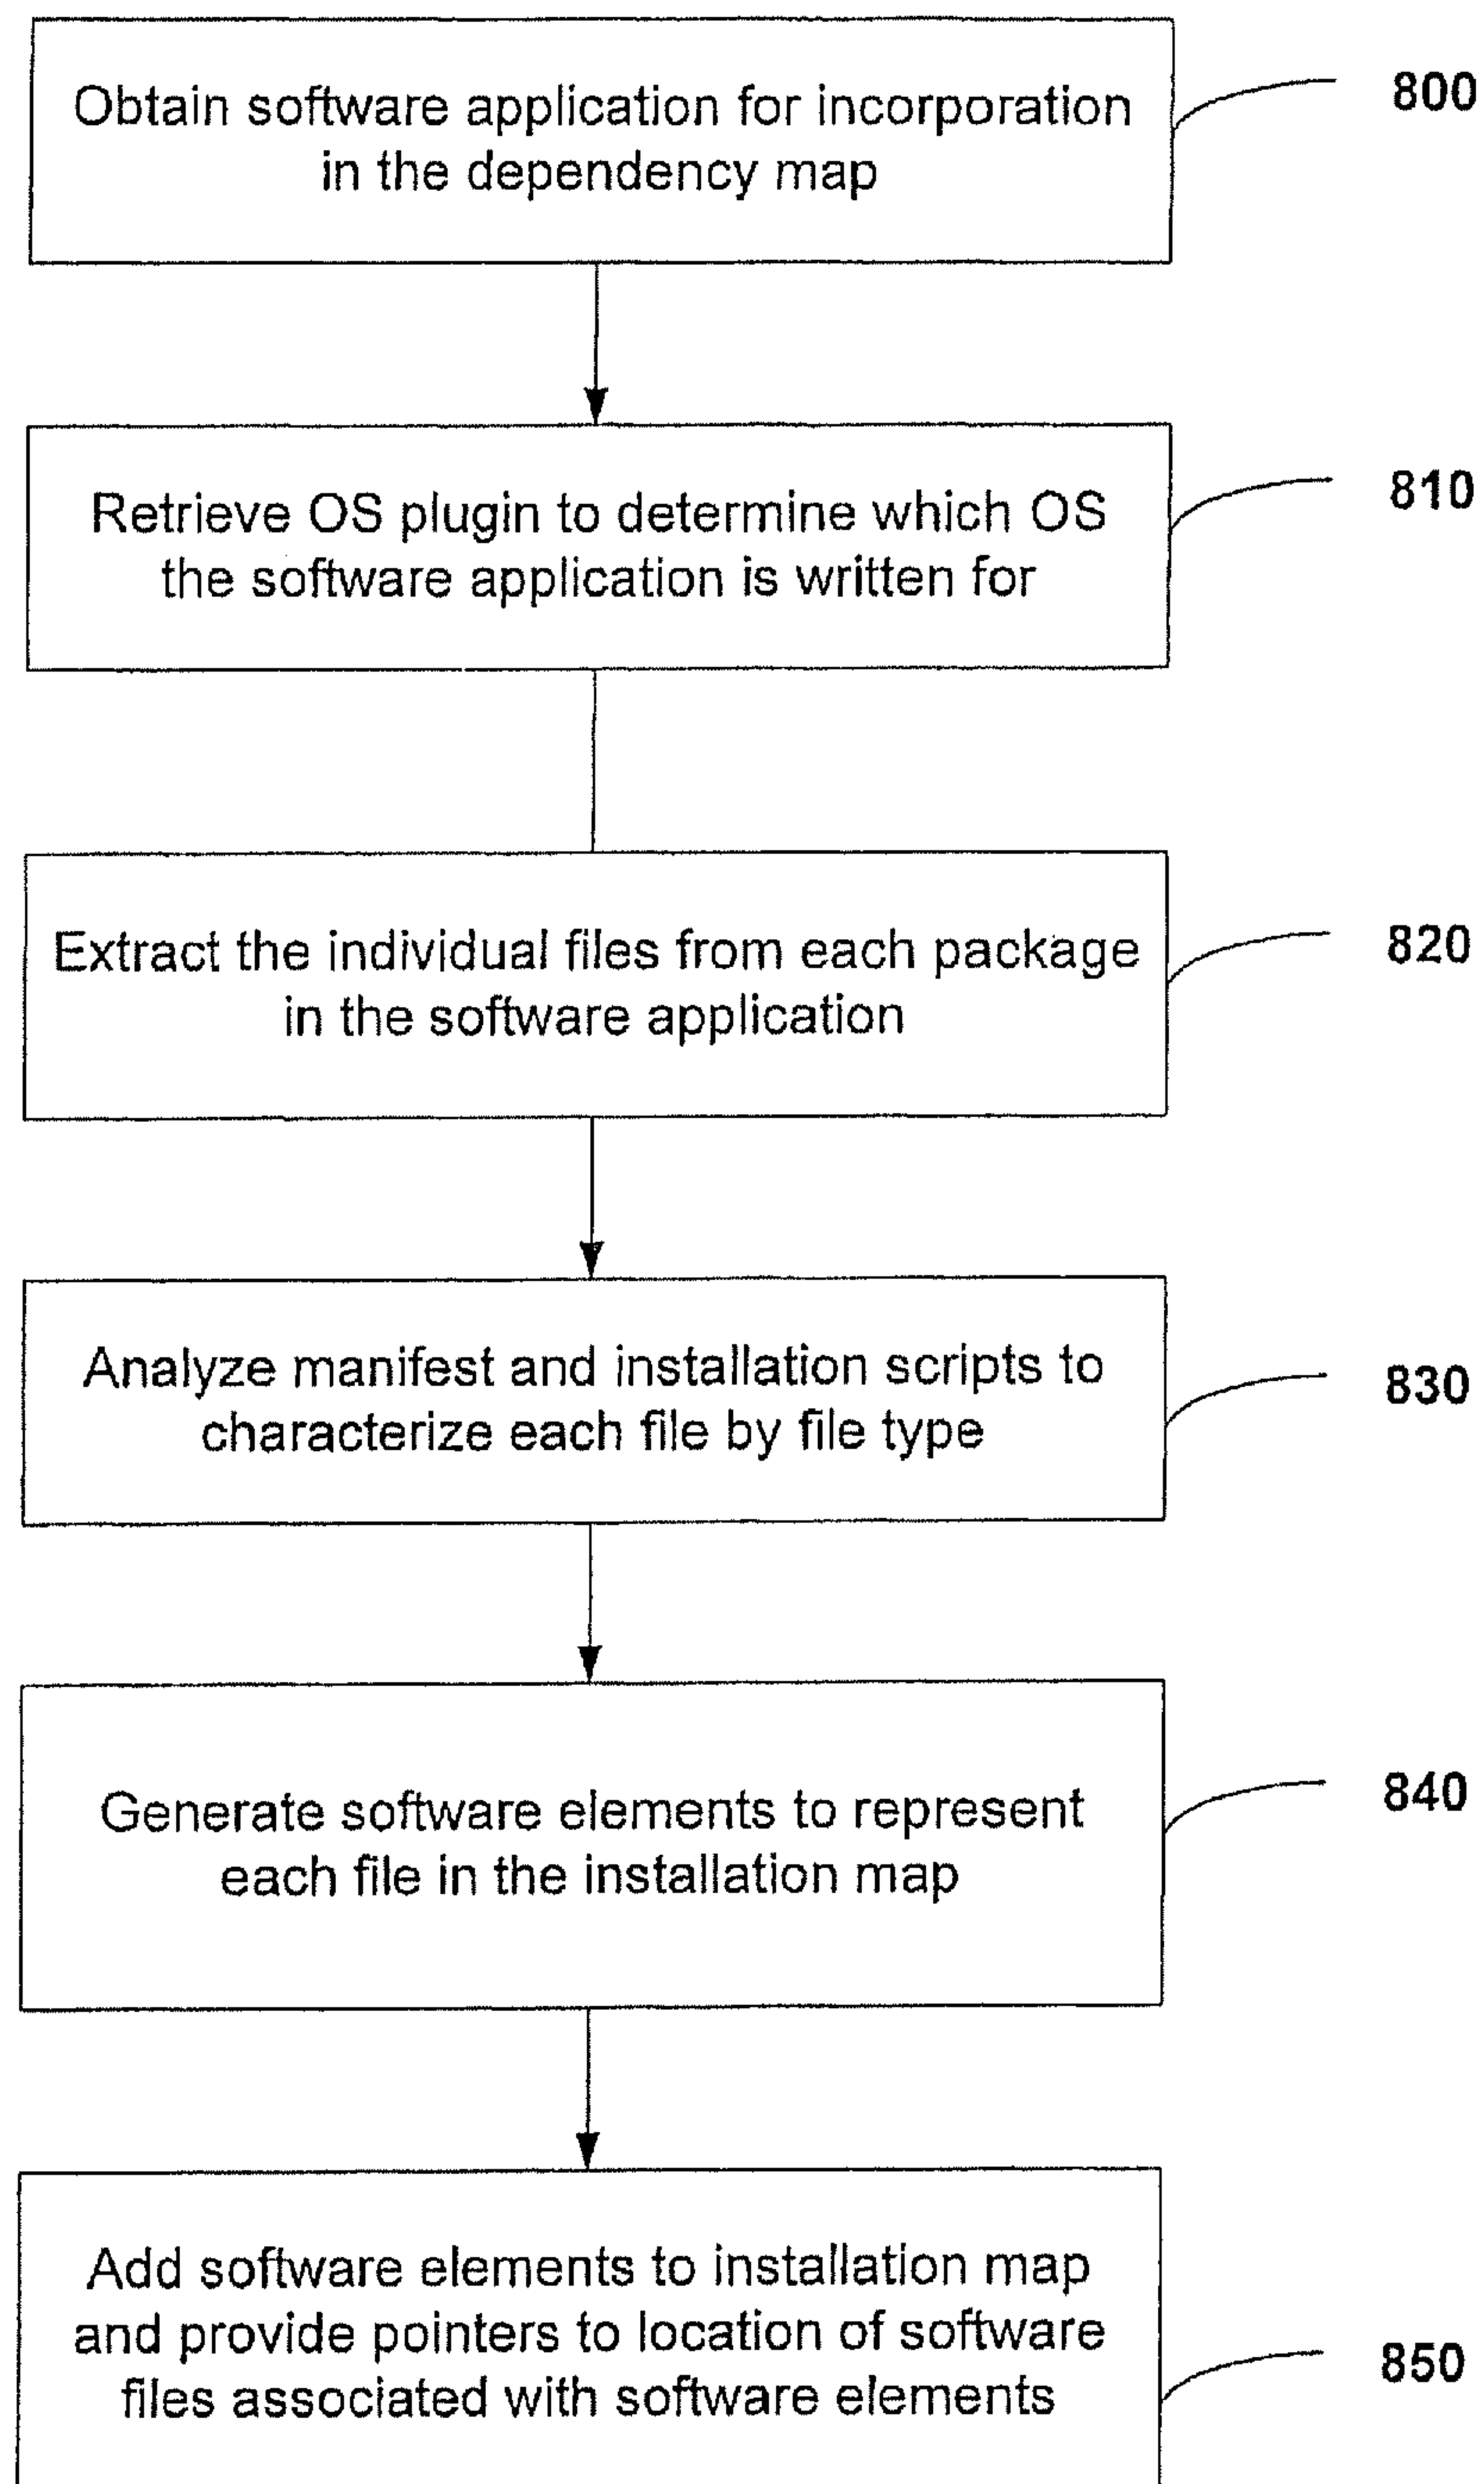 Obtain software application for incorporation
in the dependency map
800
Retrieve OS plugin to determine which OS
the software application is written for
810
Extract the individual files from each package
in the software application
820
Analyze manifest and installation scripts to
characterize each file by file type
830
Generate software elements to represent
each file in the installation map
840
Add software elements to installation map
and provide pointers to location of software
files associated with software elements
850